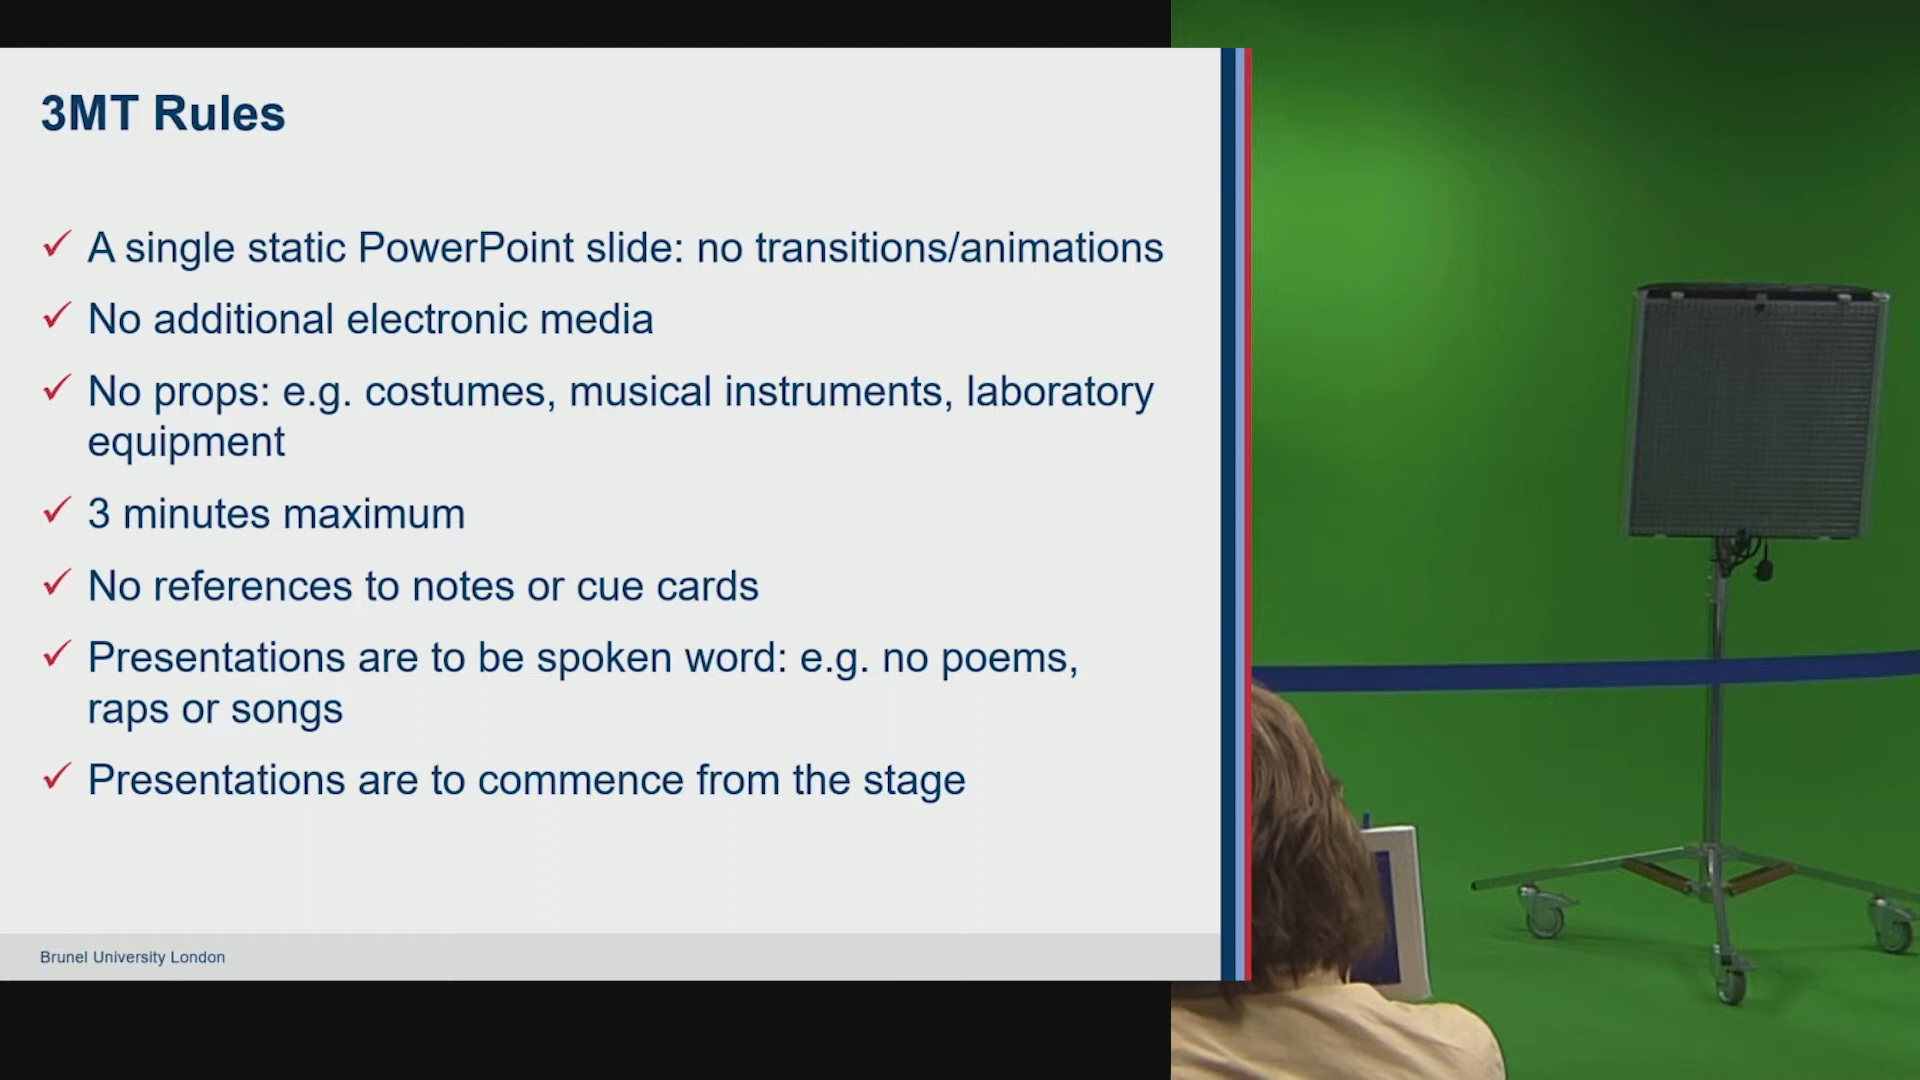 3MT Rules
✓ A single static PowerPoint slide: no transitions/animations
✓ No additional electronic media
✓ No props: e.g. costumes, musical instruments, laboratory
equipment
✓ 3 minutes maximum
✓ No references to notes or cue cards
✓ Presentations are to be spoken word: e.g. no poems,
raps or songs
✓ Presentations are to commence from the stage
Brunel University London